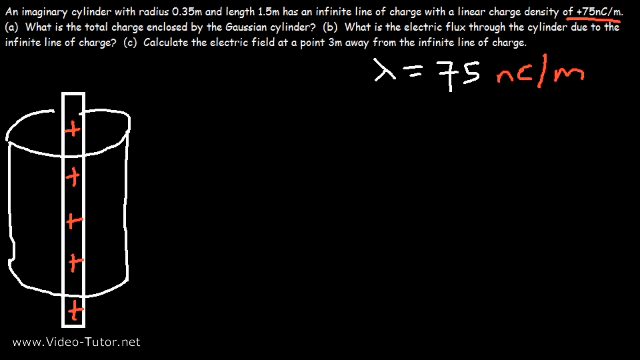 An imaginary cylinder with radius 0.35m and length 1.5m has an infinite line of charge with a linear charge density of +75nC/m.
(a) What is the total charge enclosed by the Gaussian cylinder? (b) What is the electric flux through the cylinder due to the
infinite line of charge? (c) Calculate the electric field at a point 3m away from the infinite line of charge.
λ = 75 nC/m
+
+
+
+
+
www.Video-Tutor.net